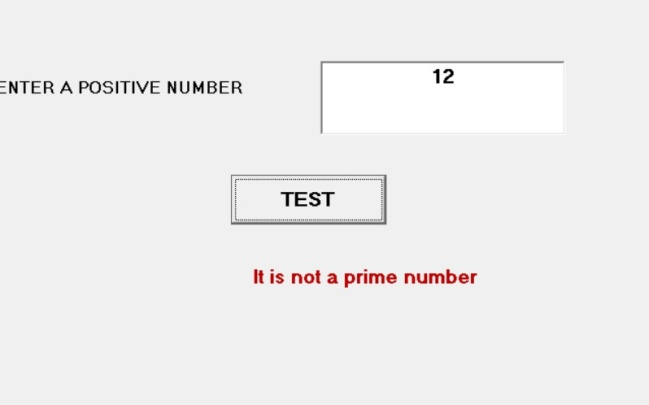 ENTER A POSITIVE NUMBER
12
TEST
It is not a prime number